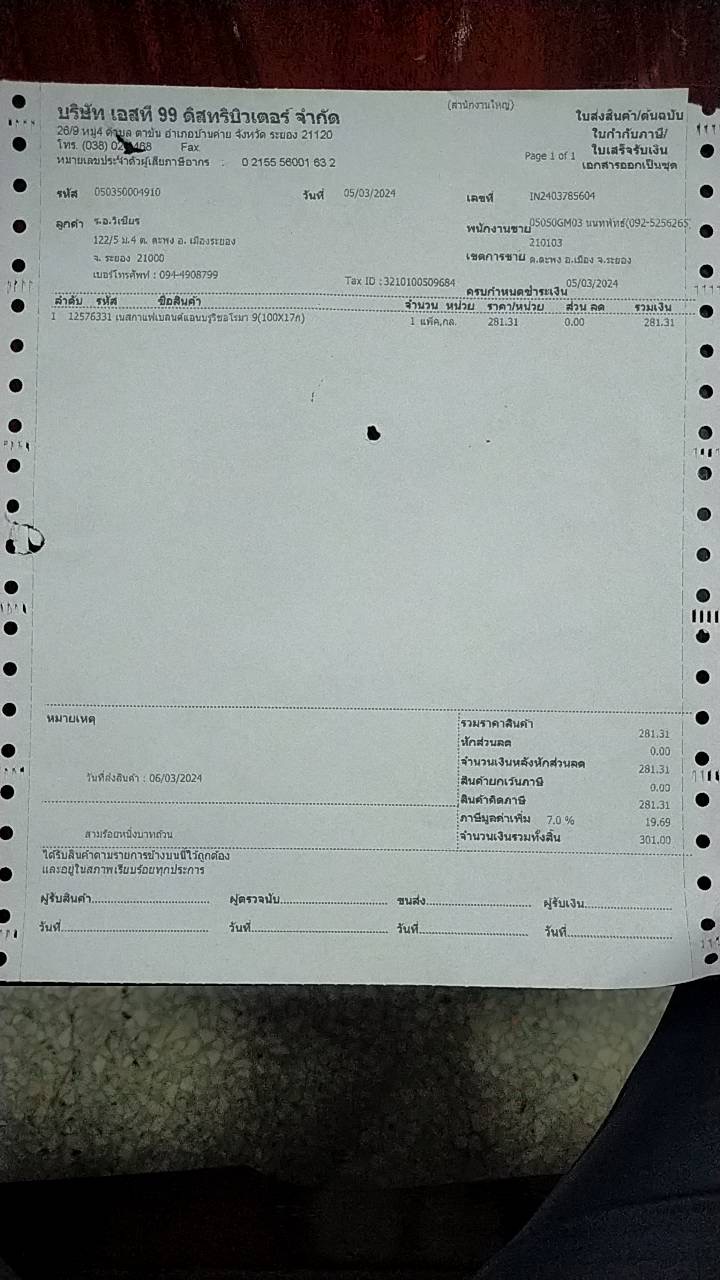 (สำนักงานใหญ่)
บริษัท เอสที 99 ดิสทริบิวเตอร์ จำกัด
ใบส่งสินค้า/ต้นฉบับ
26/9 หมู่4 ตำบล ตาขัน อำเภอบ้านค่าย จังหวัด ระยอง 21120
ใบกำกับภาษี/
โทร. (038) Fax
ใบเสร็จรับเงิน
หมายเลขประจำตัวผู้เสียภาษีอากร : 0 2155 56001 63 2
Page 1 of 1 เอกสารออกเป็นชุด
รหัส 050350004910 วันที่ 05/03/2024 เลขที่ IN2403785604
ลูกค้า ร.อ.วิเชียร พนักงานขาย 05050GM03 นนทพัทธ์(092-5256265
122/5 ม.4 ต. ตะพง อ. เมืองระยอง 210103
จ. ระยอง 21000 เขตการขาย ต.ตะพง อ.เมือง จ.ระยอง
เบอร์โทรศัพท์ : 094-4908799 Tax ID : 3210100509684 ครบกำหนดชำระเงิน 05/03/2024
ลำดับ รหัส ชื่อสินค้า จำนวน หน่วย ราคา/หน่วย ส่วน ลด รวมเงิน
1 12576331 เนสกาแฟเบลนด์แอนบรูริชอโรมา 9(100X17ก) 1 แพ็ค,กล. 281.31 0.00 281.31
หมายเหตุ
รวมราคาสินค้า 281.31
หักส่วนลด 0.00
จำนวนเงินหลังหักส่วนลด 281.31
วันที่ส่งสินค้า : 06/03/2024
สินค้ายกเว้นภาษี 0.00
สินค้าคิดภาษี 281.31
ภาษีมูลค่าเพิ่ม 7.0 % 19.69
สามร้อยหนึ่งบาทถ้วน
จำนวนเงินรวมทั้งสิ้น 301.00
ได้รับสินค้าตามรายการข้างบนนี้ไว้ถูกต้อง
และอยู่ในสภาพเรียบร้อยทุกประการ
ผู้รับสินค้า ผู้ตรวจนับ ขนส่ง ผู้รับเงิน
วันที่ วันที่ วันที่ วันที่